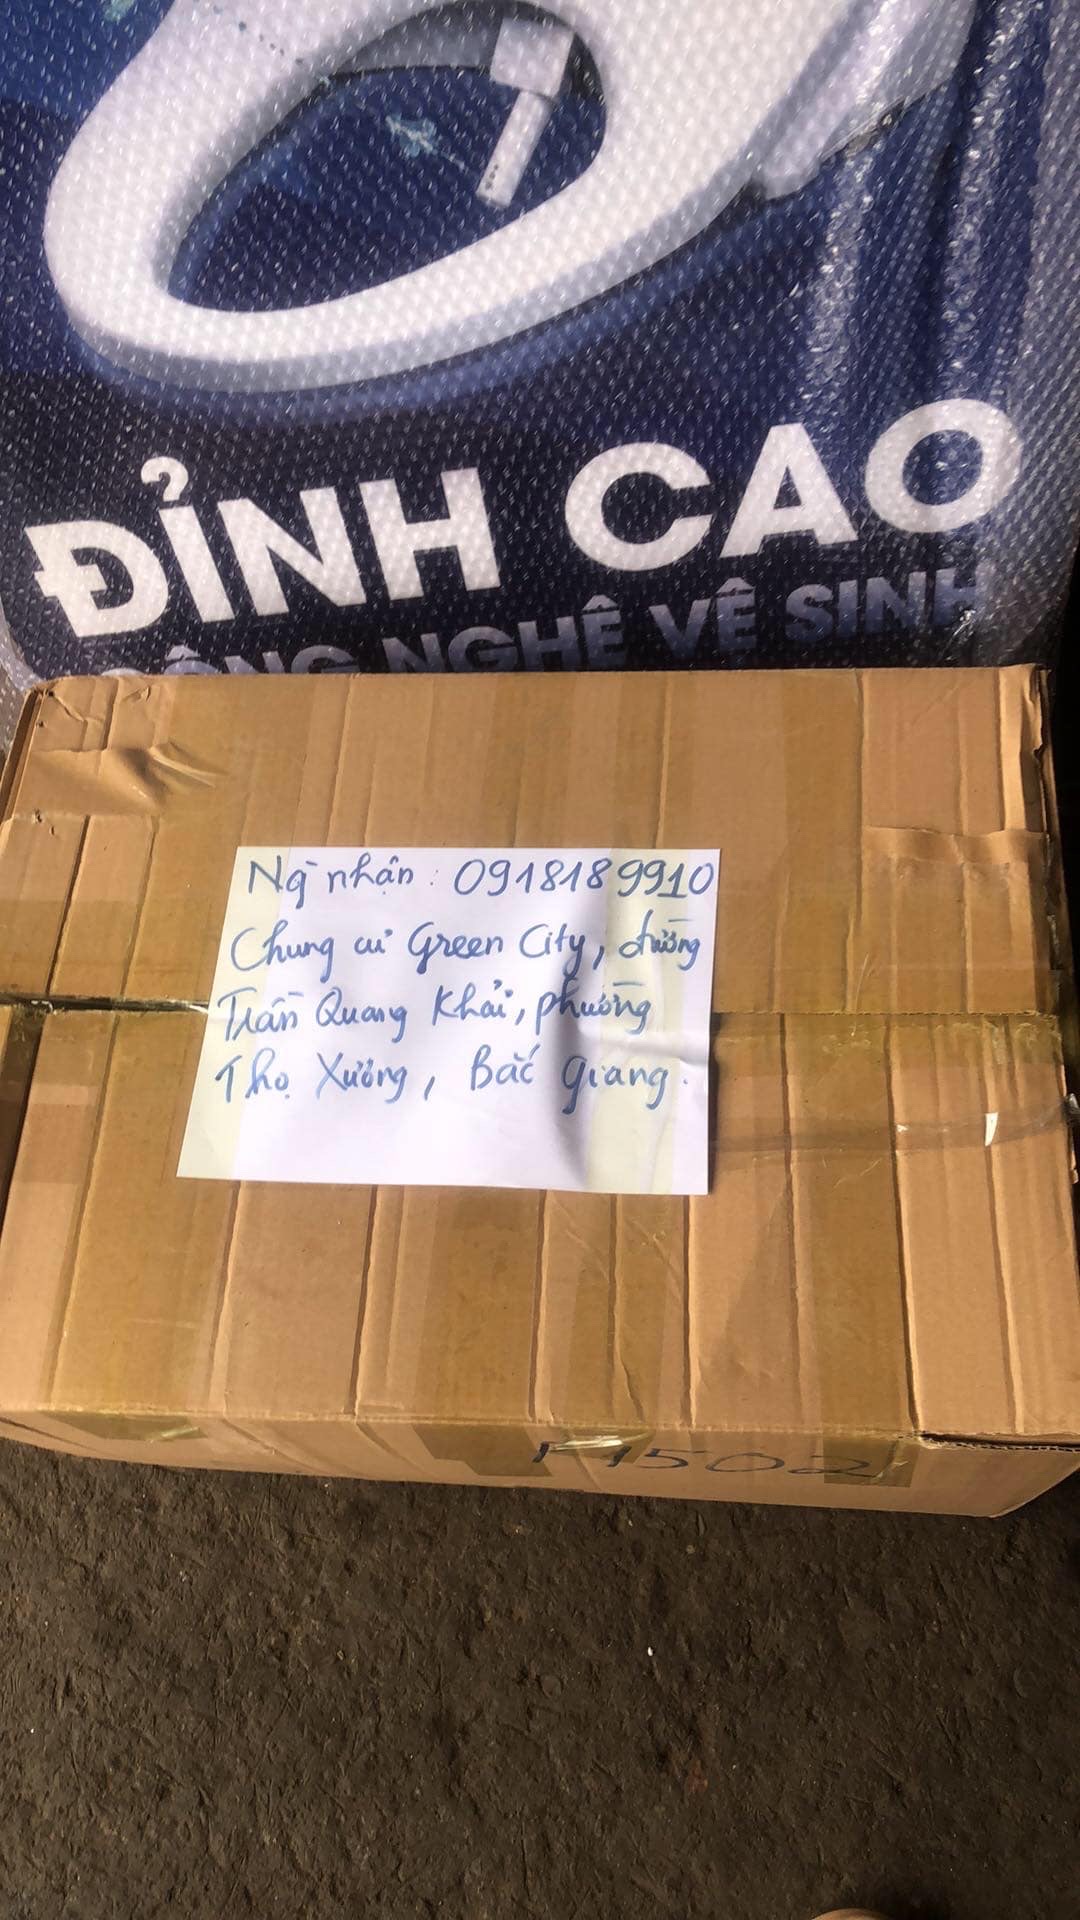 ĐỈNH CAO
CÔNG NGHỆ VỆ SINH
Ng̀ nhận: 0918189910
Chung cư Green City, đường
Trần Quang Khải, phường
Thọ Xương, Bắc Giang.